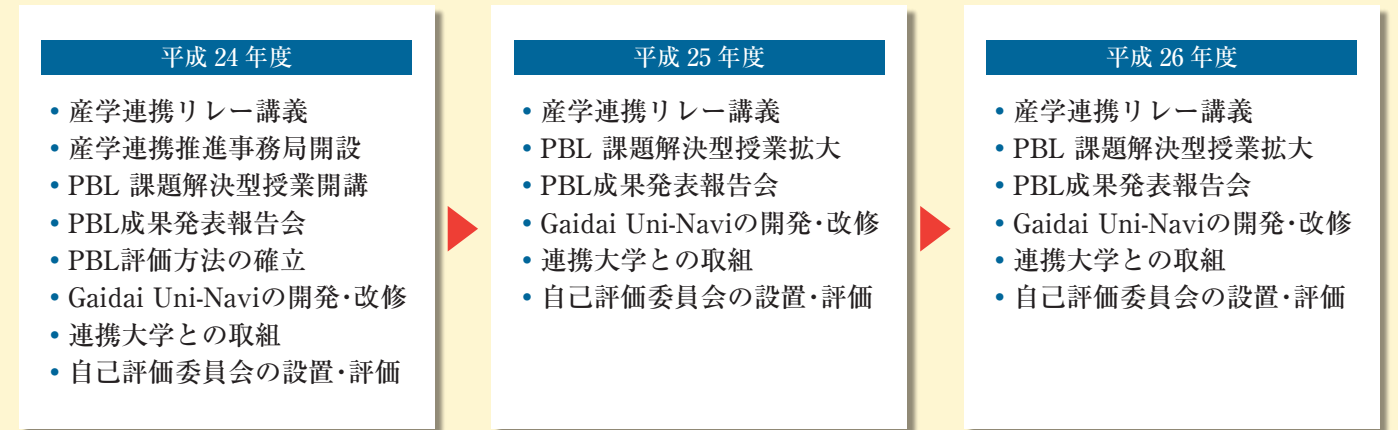 平成 24 年度
• 産学連携リレー講義
• 産学連携推進事務局開設
• PBL 課題解決型授業開講
• PBL成果発表報告会
• PBL評価方法の確立
• Gaidai Uni-Naviの開発・改修
• 連携大学との取組
• 自己評価委員会の設置・評価
平成 25 年度
• 産学連携リレー講義
• PBL 課題解決型授業拡大
• PBL成果発表報告会
• Gaidai Uni-Naviの開発・改修
• 連携大学との取組
• 自己評価委員会の設置・評価
平成 26 年度
• 産学連携リレー講義
• PBL 課題解決型授業拡大
• PBL成果発表報告会
• Gaidai Uni-Naviの開発・改修
• 連携大学との取組
• 自己評価委員会の設置・評価